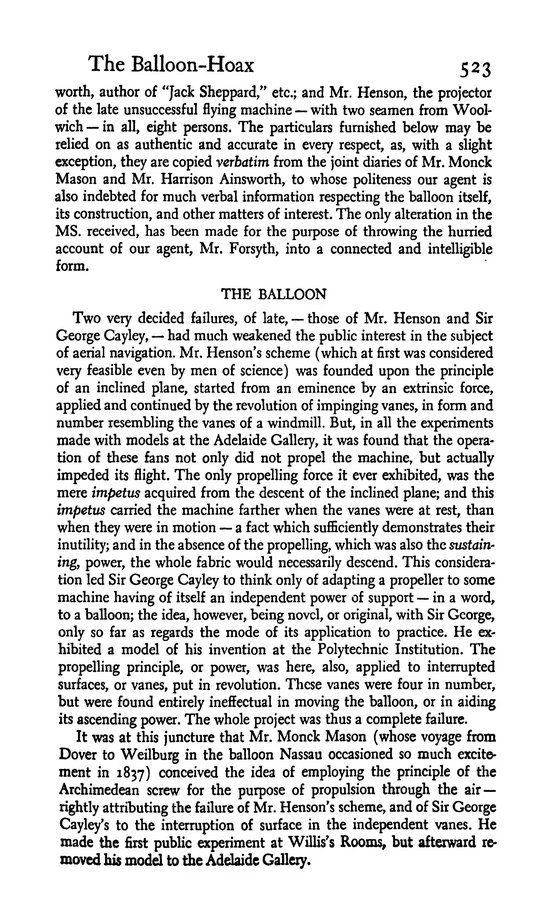 The Balloon-Hoax 523
worth, author of "Jack Sheppard," etc.; and Mr. Henson, the projector
of the late unsuccessful flying machine — with two seamen from Wool-
wich — in all, eight persons. The particulars furnished below may be
relied on as authentic and accurate in every respect, as, with a slight
exception, they are copied verbatim from the joint diaries of Mr. Monck
Mason and Mr. Harrison Ainsworth, to whose politeness our agent is
also indebted for much verbal information respecting the balloon itself,
its construction, and other matters of interest. The only alteration in the
MS. received, has been made for the purpose of throwing the hurried
account of our agent, Mr. Forsyth, into a connected and intelligible
form.
THE BALLOON
Two very decided failures, of late, — those of Mr. Henson and Sir
George Cayley, — had much weakened the public interest in the subject
of aerial navigation. Mr. Henson's scheme (which at first was considered
very feasible even by men of science) was founded upon the principle
of an inclined plane, started from an eminence by an extrinsic force,
applied and continued by the revolution of impinging vanes, in form and
number resembling the vanes of a windmill. But, in all the experiments
made with models at the Adelaide Gallery, it was found that the opera-
tion of these fans not only did not propel the machine, but actually
impeded its flight. The only propelling force it ever exhibited, was the
mere impetus acquired from the descent of the inclined plane; and this
impetus carried the machine farther when the vanes were at rest, than
when they were in motion — a fact which sufficiently demonstrates their
inutility; and in the absence of the propelling, which was also the sustain-
ing, power, the whole fabric would necessarily descend. This considera-
tion led Sir George Cayley to think only of adapting a propeller to some
machine having of itself an independent power of support — in a word,
to a balloon; the idea, however, being novel, or original, with Sir George,
only so far as regards the mode of its application to practice. He ex-
hibited a model of his invention at the Polytechnic Institution. The
propelling principle, or power, was here, also, applied to interrupted
surfaces, or vanes, put in revolution. These vanes were four in number,
but were found entirely ineffectual in moving the balloon, or in aiding
its ascending power. The whole project was thus a complete failure.
It was at this juncture that Mr. Monck Mason (whose voyage from
Dover to Weilburg in the balloon Nassau occasioned so much excite-
ment in 1837) conceived the idea of employing the principle of the
Archimedean screw for the purpose of propulsion through the air —
rightly attributing the failure of Mr. Henson's scheme, and of Sir George
Cayley's to the interruption of surface in the independent vanes. He
made the first public experiment at Willis's Rooms, but afterward re-
moved his model to the Adelaide Gallery.